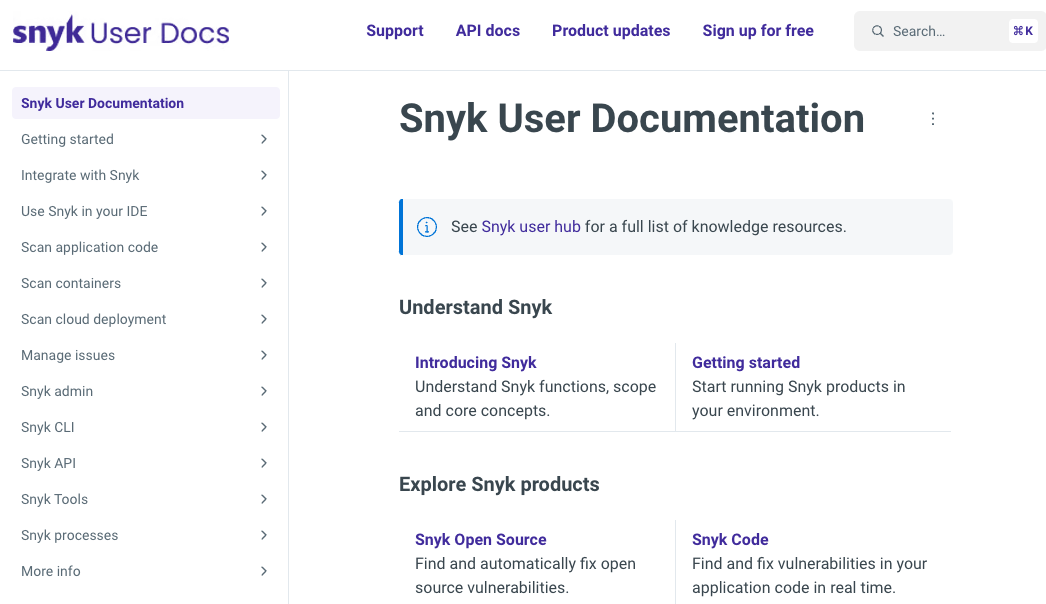 snyk User Docs
Support
API docs
Product updates
Sign up for free
Search…
⌘K
Snyk User Documentation
Getting started
Integrate with Snyk
Use Snyk in your IDE
Scan application code
Scan containers
Scan cloud deployment
Manage issues
Snyk admin
Snyk CLI
Snyk API
Snyk Tools
Snyk processes
More info
Snyk User Documentation
See Snyk user hub for a full list of knowledge resources.
Understand Snyk
Introducing Snyk
Understand Snyk functions, scope
and core concepts.
Getting started
Start running Snyk products in
your environment.
Explore Snyk products
Snyk Open Source
Find and automatically fix open
source vulnerabilities.
Snyk Code
Find and fix vulnerabilities in your
application code in real time.